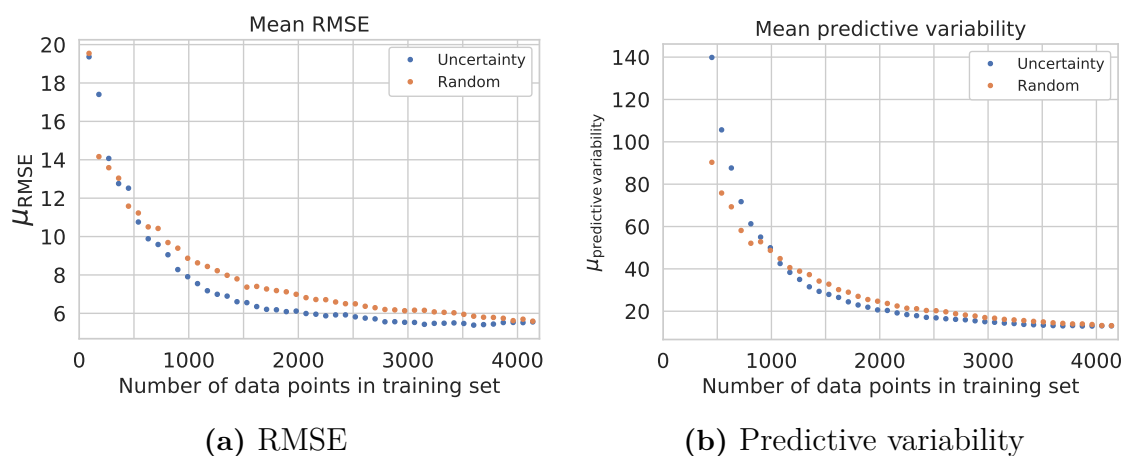 Mean RMSE
20
18
16
14
12
10
8
6
μRMSE
Uncertainty
Random
0 1000 2000 3000 4000
Number of data points in training set
(a) RMSE
Mean predictive variability
140
120
100
80
60
40
20
μpredictive variability
Uncertainty
Random
0 1000 2000 3000 4000
Number of data points in training set
(b) Predictive variability